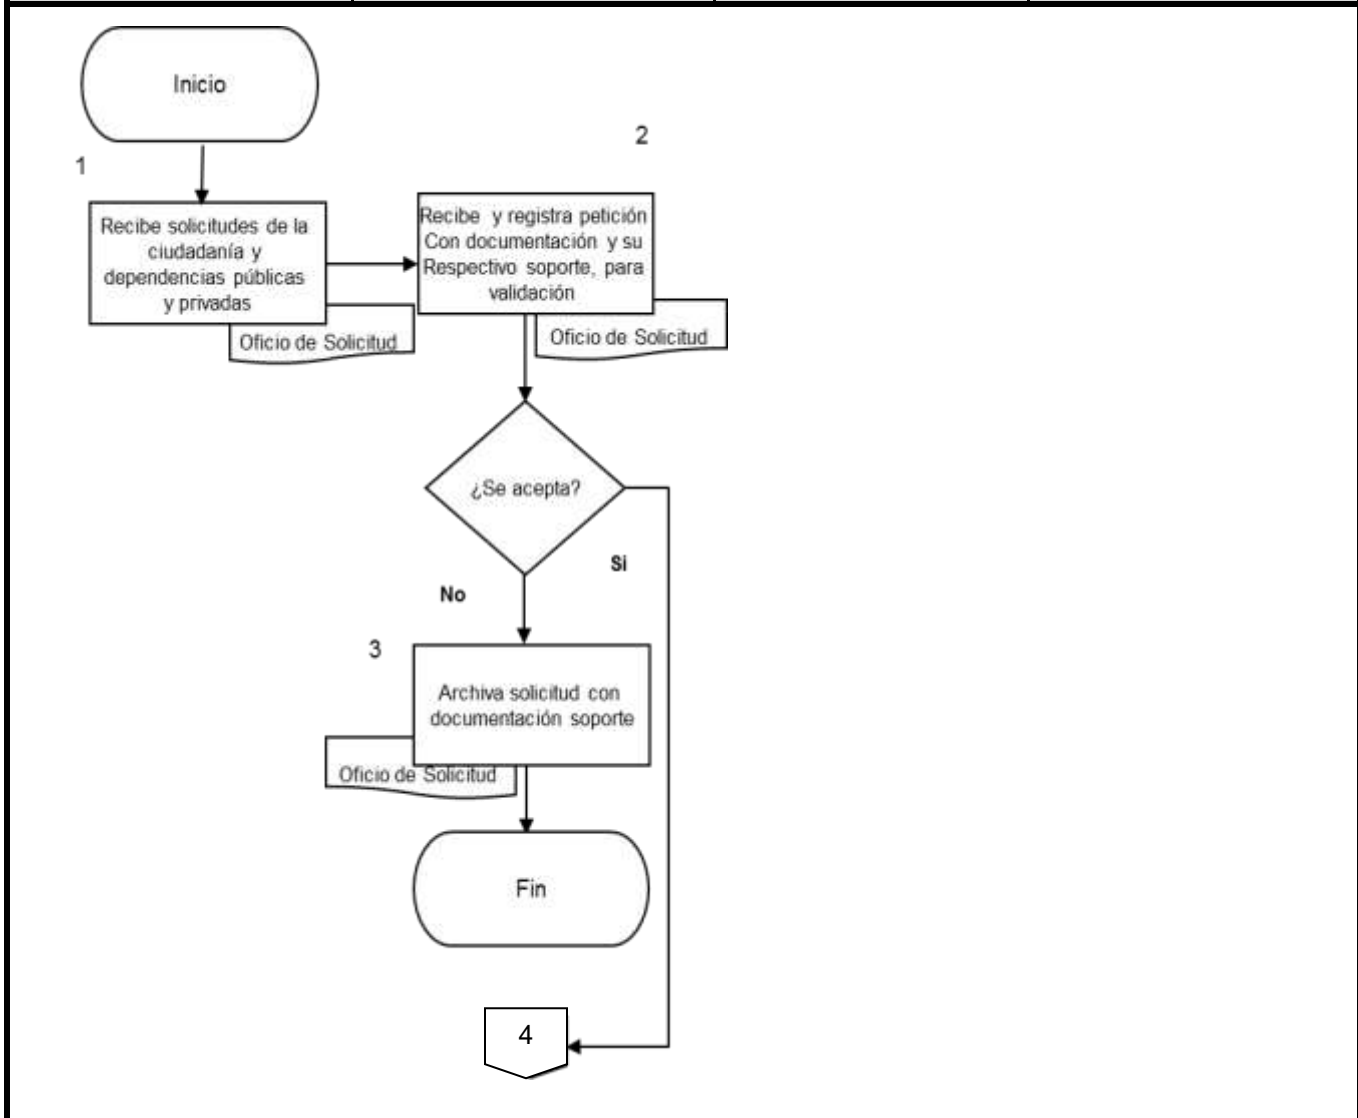 Inicio
2
1
Recibe solicitudes de la
ciudadanía y
dependencias públicas
y privadas
Oficio de Solicitud
Recibe y registra petición
Con documentación y su
Respectivo soporte, para
validación
Oficio de Solicitud
¿Se acepta?
Si
No
3
Archiva solicitud con
documentación soporte
Oficio de Solicitud
Fin
4